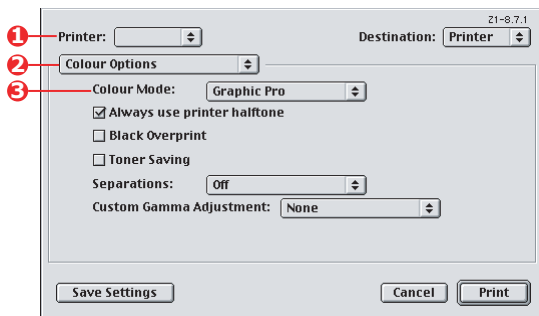 Z1-8.7.1
1 Printer: Destination: Printer
2 Colour Options
3 Colour Mode: Graphic Pro
Always use printer halftone
Black Overprint
Toner Saving
Separations: Off
Custom Gamma Adjustment: None
Save Settings Cancel Print